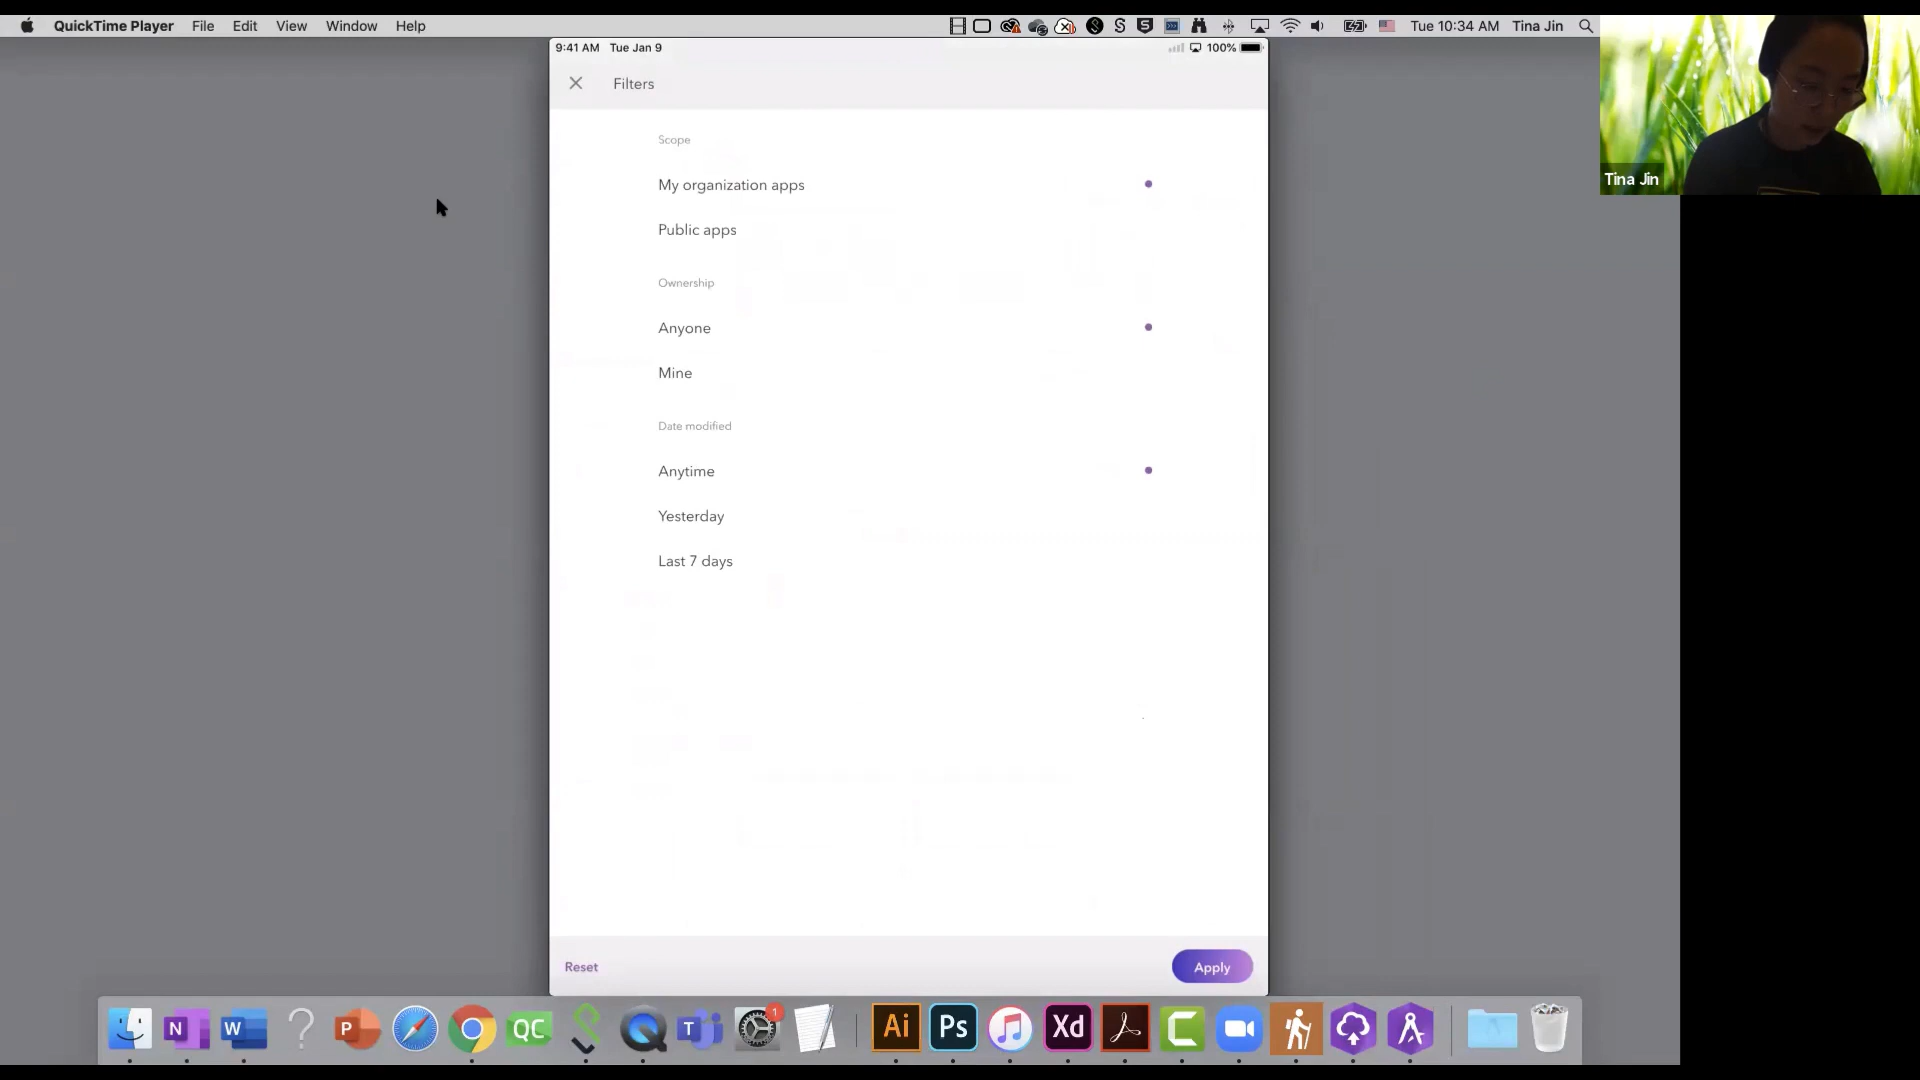 QuickTime Player File Edit View Window Help Tue 10:34 AM Tina Jin
9:41 AM Tue Jan 9 100%
Filters
Tina Jin
Scope
My organization apps
Public apps
Ownership
Anyone
Mine
Date modified
Anytime
Yesterday
Last 7 days
Reset Apply
N W ? P QC T 1 Ai Ps Xd